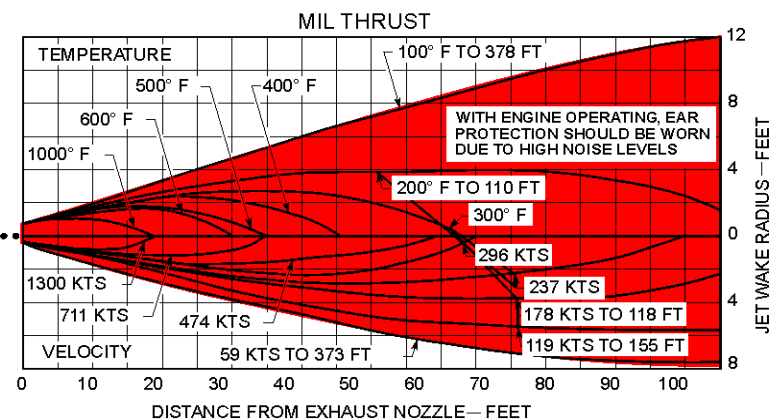 MIL THRUST
TEMPERATURE
100° F TO 378 FT
500° F
400° F
600° F
1000° F
WITH ENGINE OPERATING, EAR
PROTECTION SHOULD BE WORN
DUE TO HIGH NOISE LEVELS
200° F TO 110 FT
300° F
296 KTS
1300 KTS
237 KTS
711 KTS
474 KTS
178 KTS TO 118 FT
119 KTS TO 155 FT
VELOCITY
59 KTS TO 373 FT
12
8
4
0
4
8
JET WAKE RADIUS — FEET
0 10 20 30 40 50 60 70 80 90 100
DISTANCE FROM EXHAUST NOZZLE — FEET